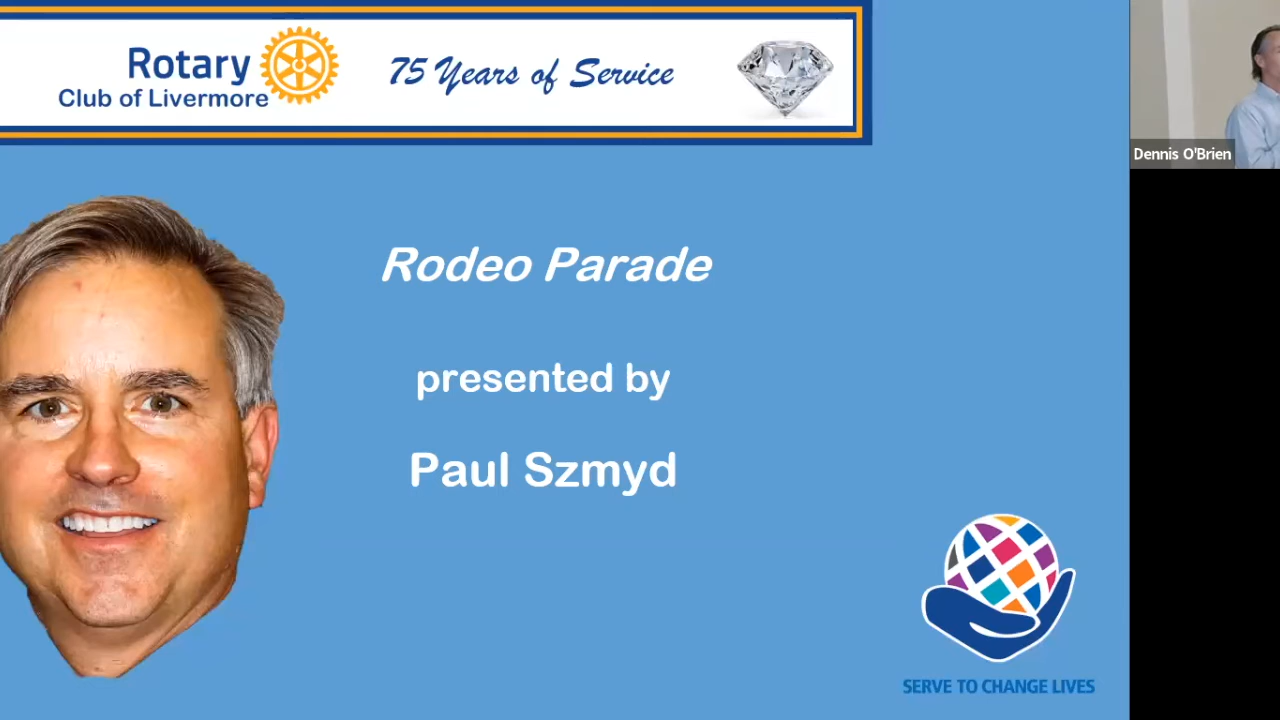 Rotary
Club of Livermore
75 Years of Service
Dennis O'Brien
Rodeo Parade
presented by
Paul Szmyd
SERVE TO CHANGE LIVES